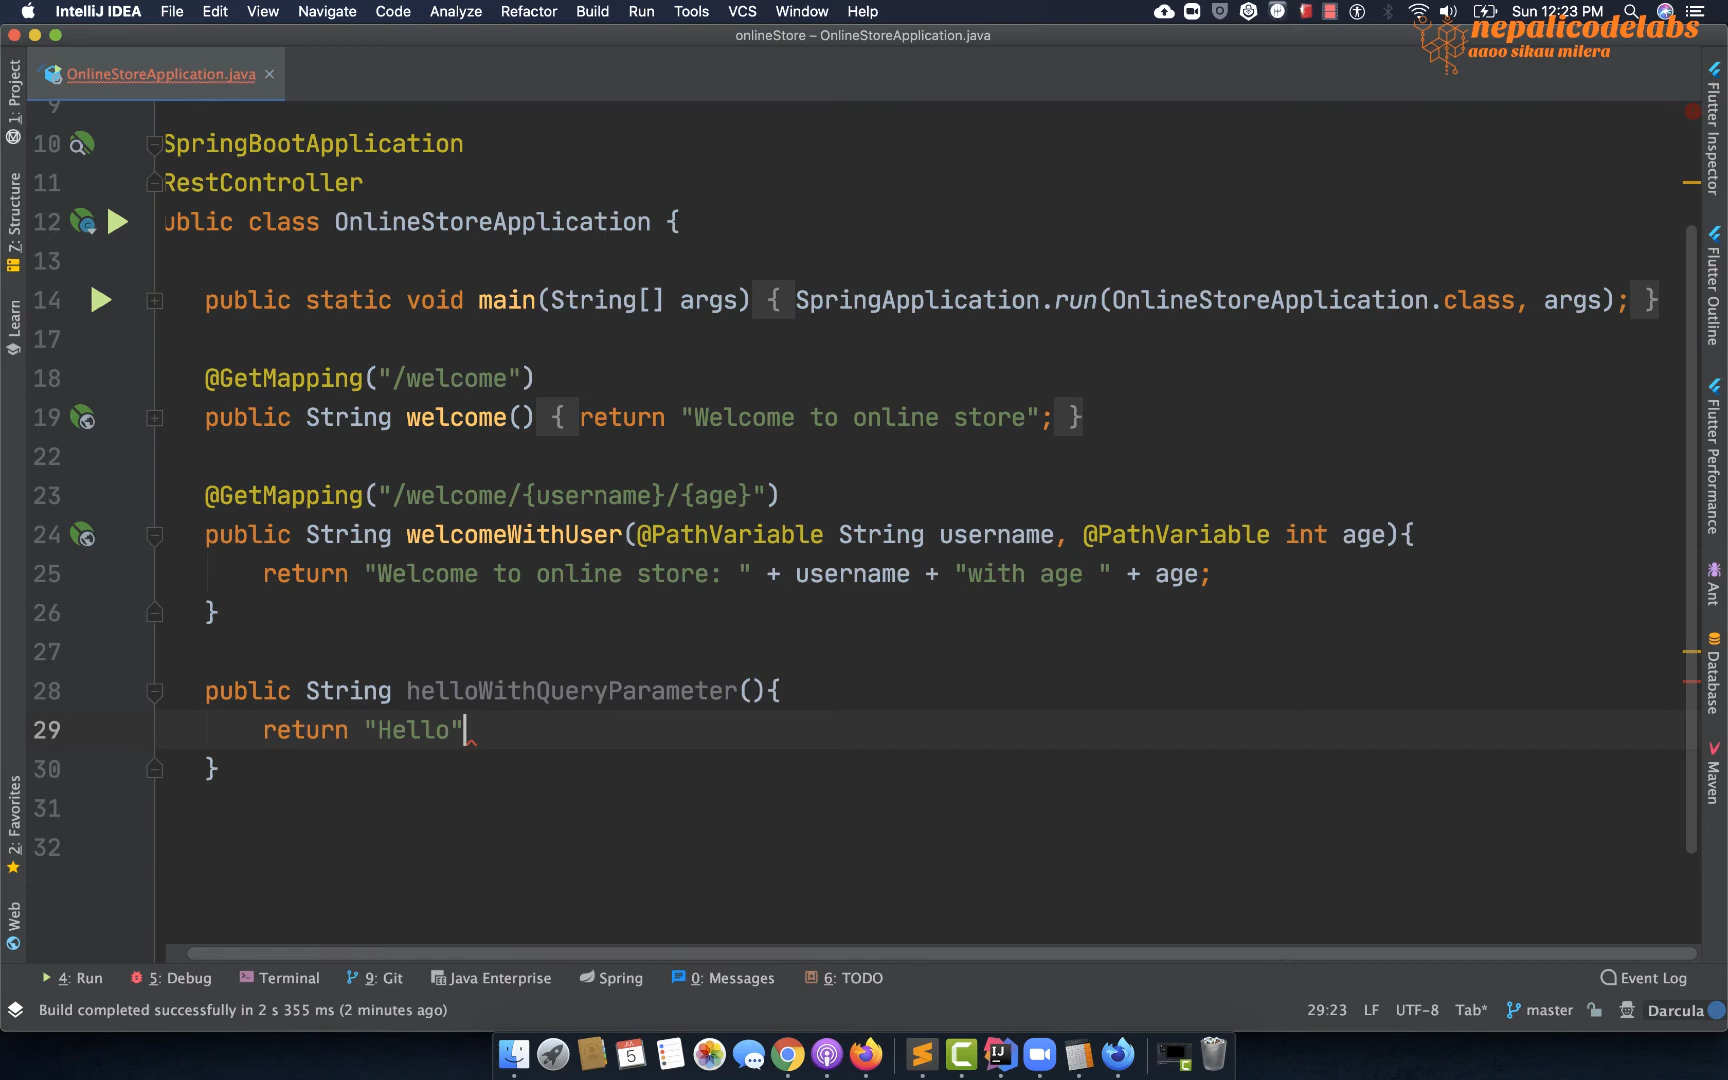 IntelliJ IDEA File Edit View Navigate Code Analyze Refactor Build Run Tools VCS Window Help Sun 12:23 PM
onlineStore – OnlineStoreApplication.java
nepalicodelabs
aaoo sikau milera
OnlineStoreApplication.java
1: Project
7: Structure
Learn
2: Favorites
Web
9
10 SpringBootApplication
11 RestController
12 ublic class OnlineStoreApplication {
13
14 public static void main(String[] args) { SpringApplication.run(OnlineStoreApplication.class, args); }
17
18 @GetMapping("/welcome")
19 public String welcome() { return "Welcome to online store"; }
22
23 @GetMapping("/welcome/{username}/{age}")
24 public String welcomeWithUser(@PathVariable String username, @PathVariable int age){
25 return "Welcome to online store: " + username + "with age " + age;
26 }
27
28 public String helloWithQueryParameter(){
29 return "Hello"
30 }
31
32
Flutter Inspector
Flutter Outline
Flutter Performance
Ant
Database
Maven
4: Run 5: Debug Terminal 9: Git Java Enterprise Spring 0: Messages 6: TODO Event Log
Build completed successfully in 2 s 355 ms (2 minutes ago) 29:23 LF UTF-8 Tab* master Darcula
5
IJ